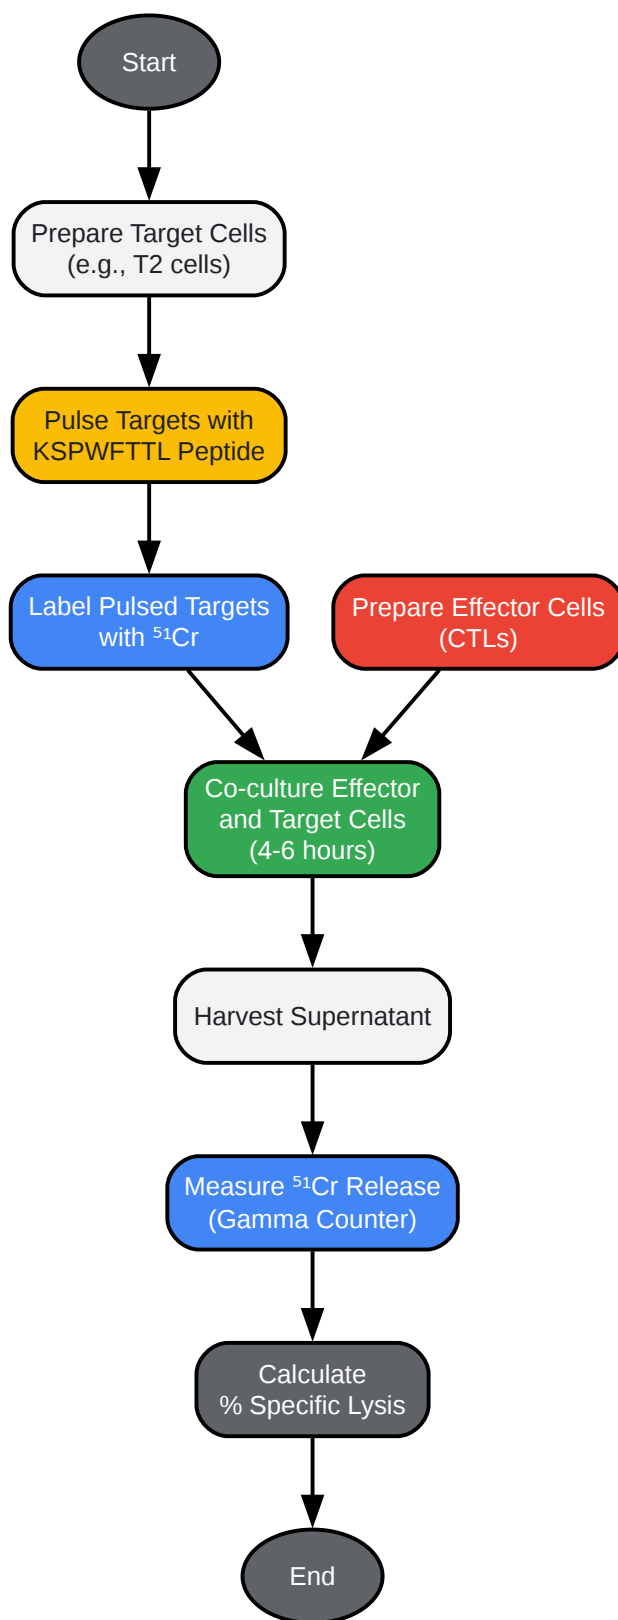 Start
Prepare Target Cells
(e.g., T2 cells)
Pulse Targets with
KSPWFTTL Peptide
Label Pulsed Targets
with ⁵¹Cr
Prepare Effector Cells
(CTLs)
Co-culture Effector
and Target Cells
(4-6 hours)
Harvest Supernatant
Measure ⁵¹Cr Release
(Gamma Counter)
Calculate
% Specific Lysis
End